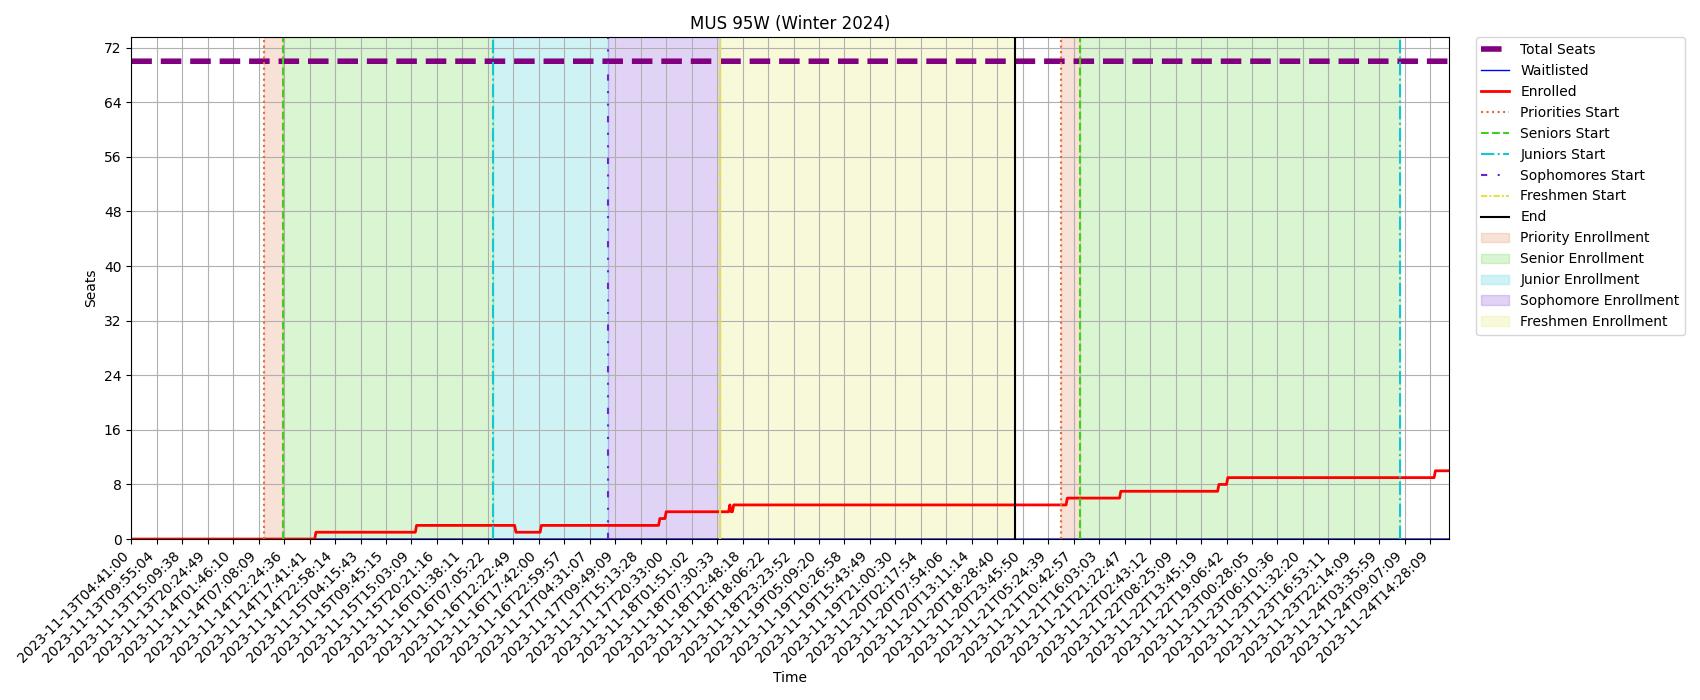 MUS 95W (Winter 2024)
72
64
56
48
40
32
24
16
8
0
Seats
2023-11-13T04:41:00
2023-11-13T09:55:04
2023-11-13T15:09:38
2023-11-13T20:24:49
2023-11-14T01:46:10
2023-11-14T07:08:09
2023-11-14T12:24:36
2023-11-14T17:41:41
2023-11-14T22:58:14
2023-11-15T04:15:43
2023-11-15T09:45:15
2023-11-15T15:03:09
2023-11-15T20:21:16
2023-11-16T01:38:11
2023-11-16T07:05:22
2023-11-16T12:22:49
2023-11-16T17:42:00
2023-11-16T22:59:57
2023-11-17T04:31:07
2023-11-17T09:49:09
2023-11-17T15:13:28
2023-11-17T20:33:00
2023-11-18T01:51:02
2023-11-18T07:30:33
2023-11-18T12:48:18
2023-11-18T18:06:22
2023-11-18T23:23:52
2023-11-19T05:09:20
2023-11-19T10:26:58
2023-11-19T15:43:49
2023-11-19T21:00:30
2023-11-20T02:17:54
2023-11-20T07:54:06
2023-11-20T13:11:14
2023-11-20T18:28:40
2023-11-20T23:45:50
2023-11-21T05:24:39
2023-11-21T10:42:57
2023-11-21T16:03:03
2023-11-21T21:22:47
2023-11-22T02:43:12
2023-11-22T08:25:09
2023-11-22T13:45:19
2023-11-22T19:06:42
2023-11-23T00:28:05
2023-11-23T06:10:36
2023-11-23T11:32:20
2023-11-23T16:53:11
2023-11-23T22:14:09
2023-11-24T03:35:59
2023-11-24T09:07:09
2023-11-24T14:28:09
Time
Total Seats
Waitlisted
Enrolled
Priorities Start
Seniors Start
Juniors Start
Sophomores Start
Freshmen Start
End
Priority Enrollment
Senior Enrollment
Junior Enrollment
Sophomore Enrollment
Freshmen Enrollment